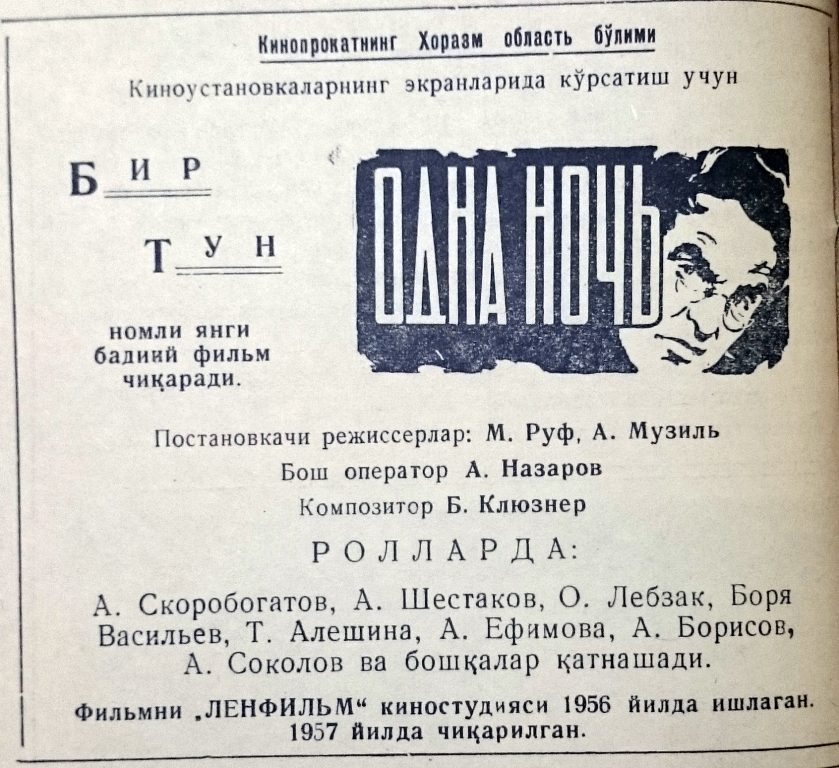 Кинопрокатнинг Хоразм область бўлими
Киноустановкаларнинг экранларида кўрсатиш учун
БИР
ТУН
ОДНА НОЧЬ
номли янги
бадиий фильм
чиқаради.
Постановкачи режиссерлар: М. Руф, А. Музиль
Бош оператор А. Назаров
Композитор Б. Клюзнер
РОЛЛАРДА:
А. Скоробогатов, А. Шестаков, О. Лебзак, Боря
Васильев, Т. Алешина, А. Ефимова, А. Борисов,
А. Соколов ва бошқалар қатнашади.
Фильмни „ЛЕНФИЛЬМ“ киностудияси 1956 йилда ишлаган.
1957 йилда чиқарилган.